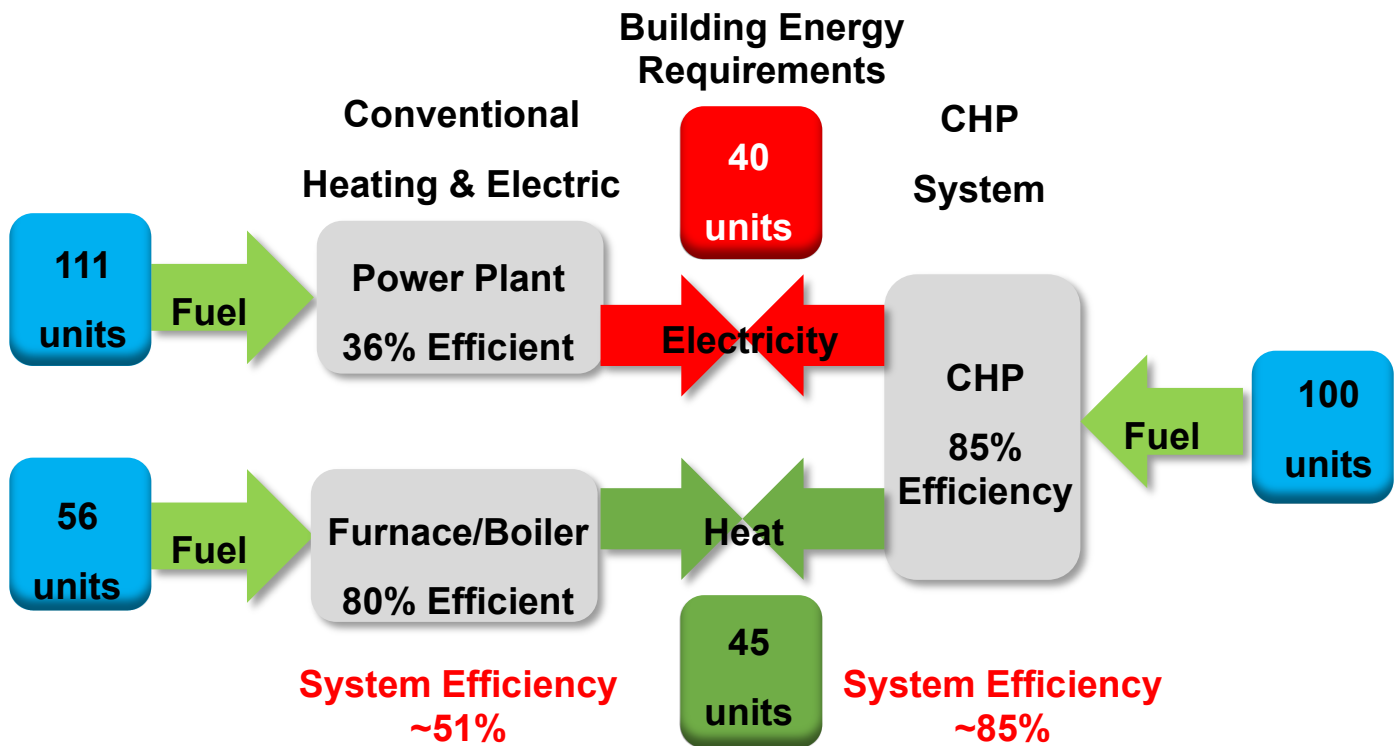 Building Energy
Requirements
Conventional
Heating & Electric
CHP
System
40
units
111
units
Fuel
Power Plant
36% Efficient
Electricity
CHP
85%
Efficiency
Fuel
100
units
56
units
Fuel
Furnace/Boiler
80% Efficient
Heat
45
units
System Efficiency
~51%
System Efficiency
~85%